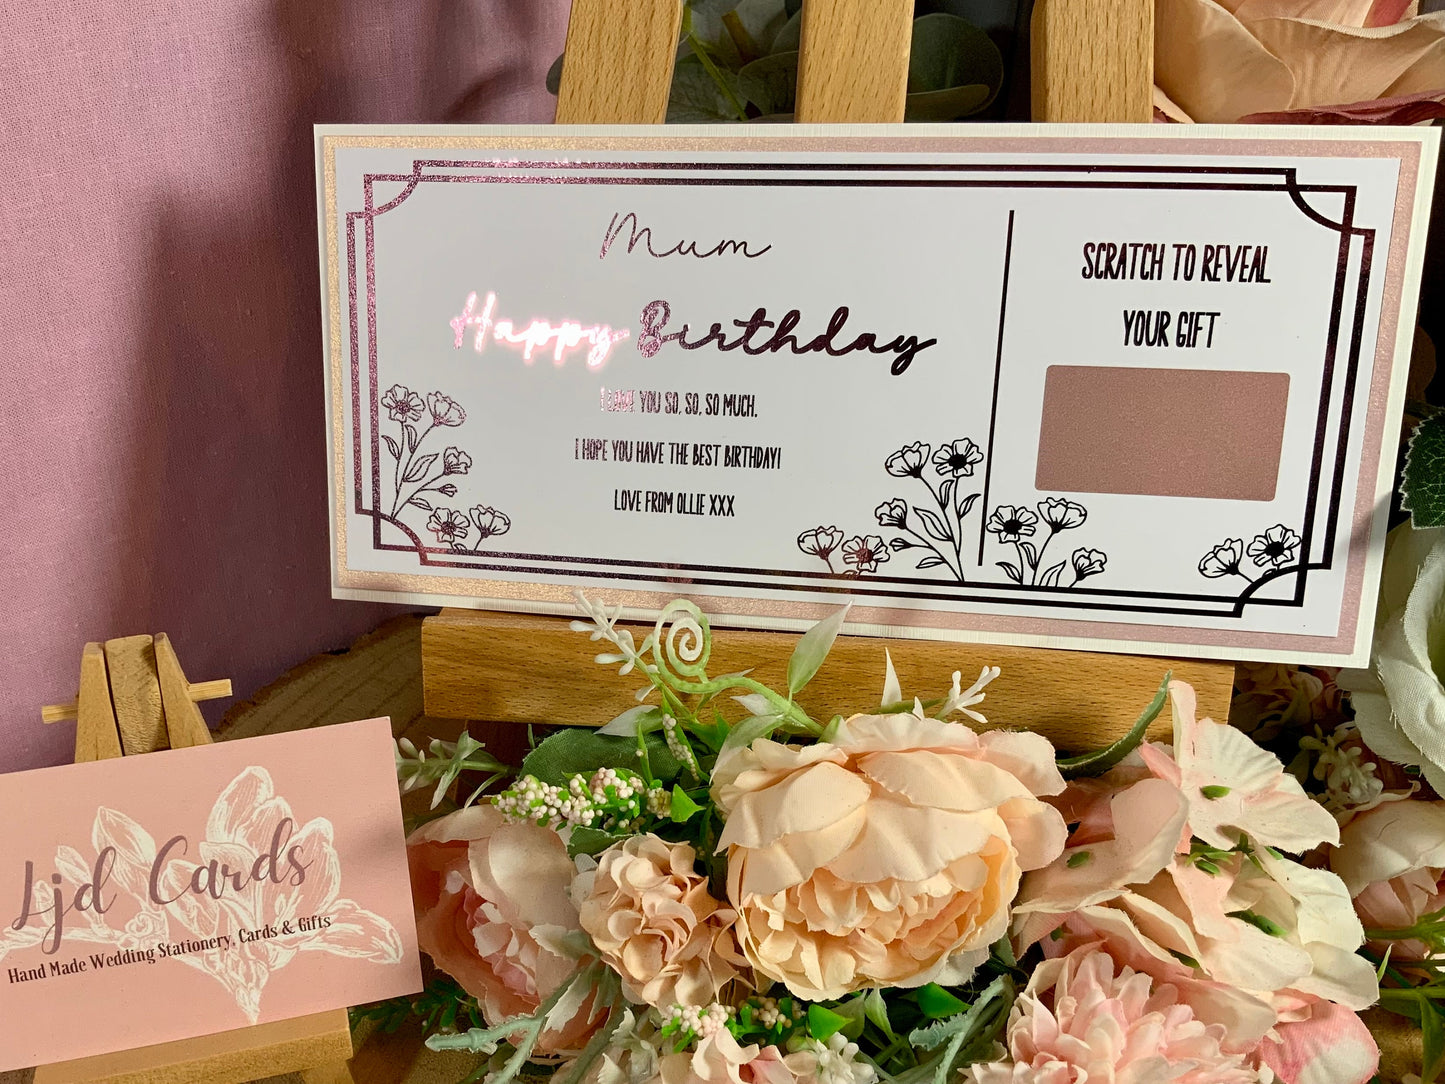 Mum
Happy Birthday
I LOVE YOU SO, SO, SO MUCH.
I HOPE YOU HAVE THE BEST BIRTHDAY!
LOVE FROM OLLIE XXX
SCRATCH TO REVEAL
YOUR GIFT
Ljd Cards
Hand Made Wedding Stationery, Cards & Gifts